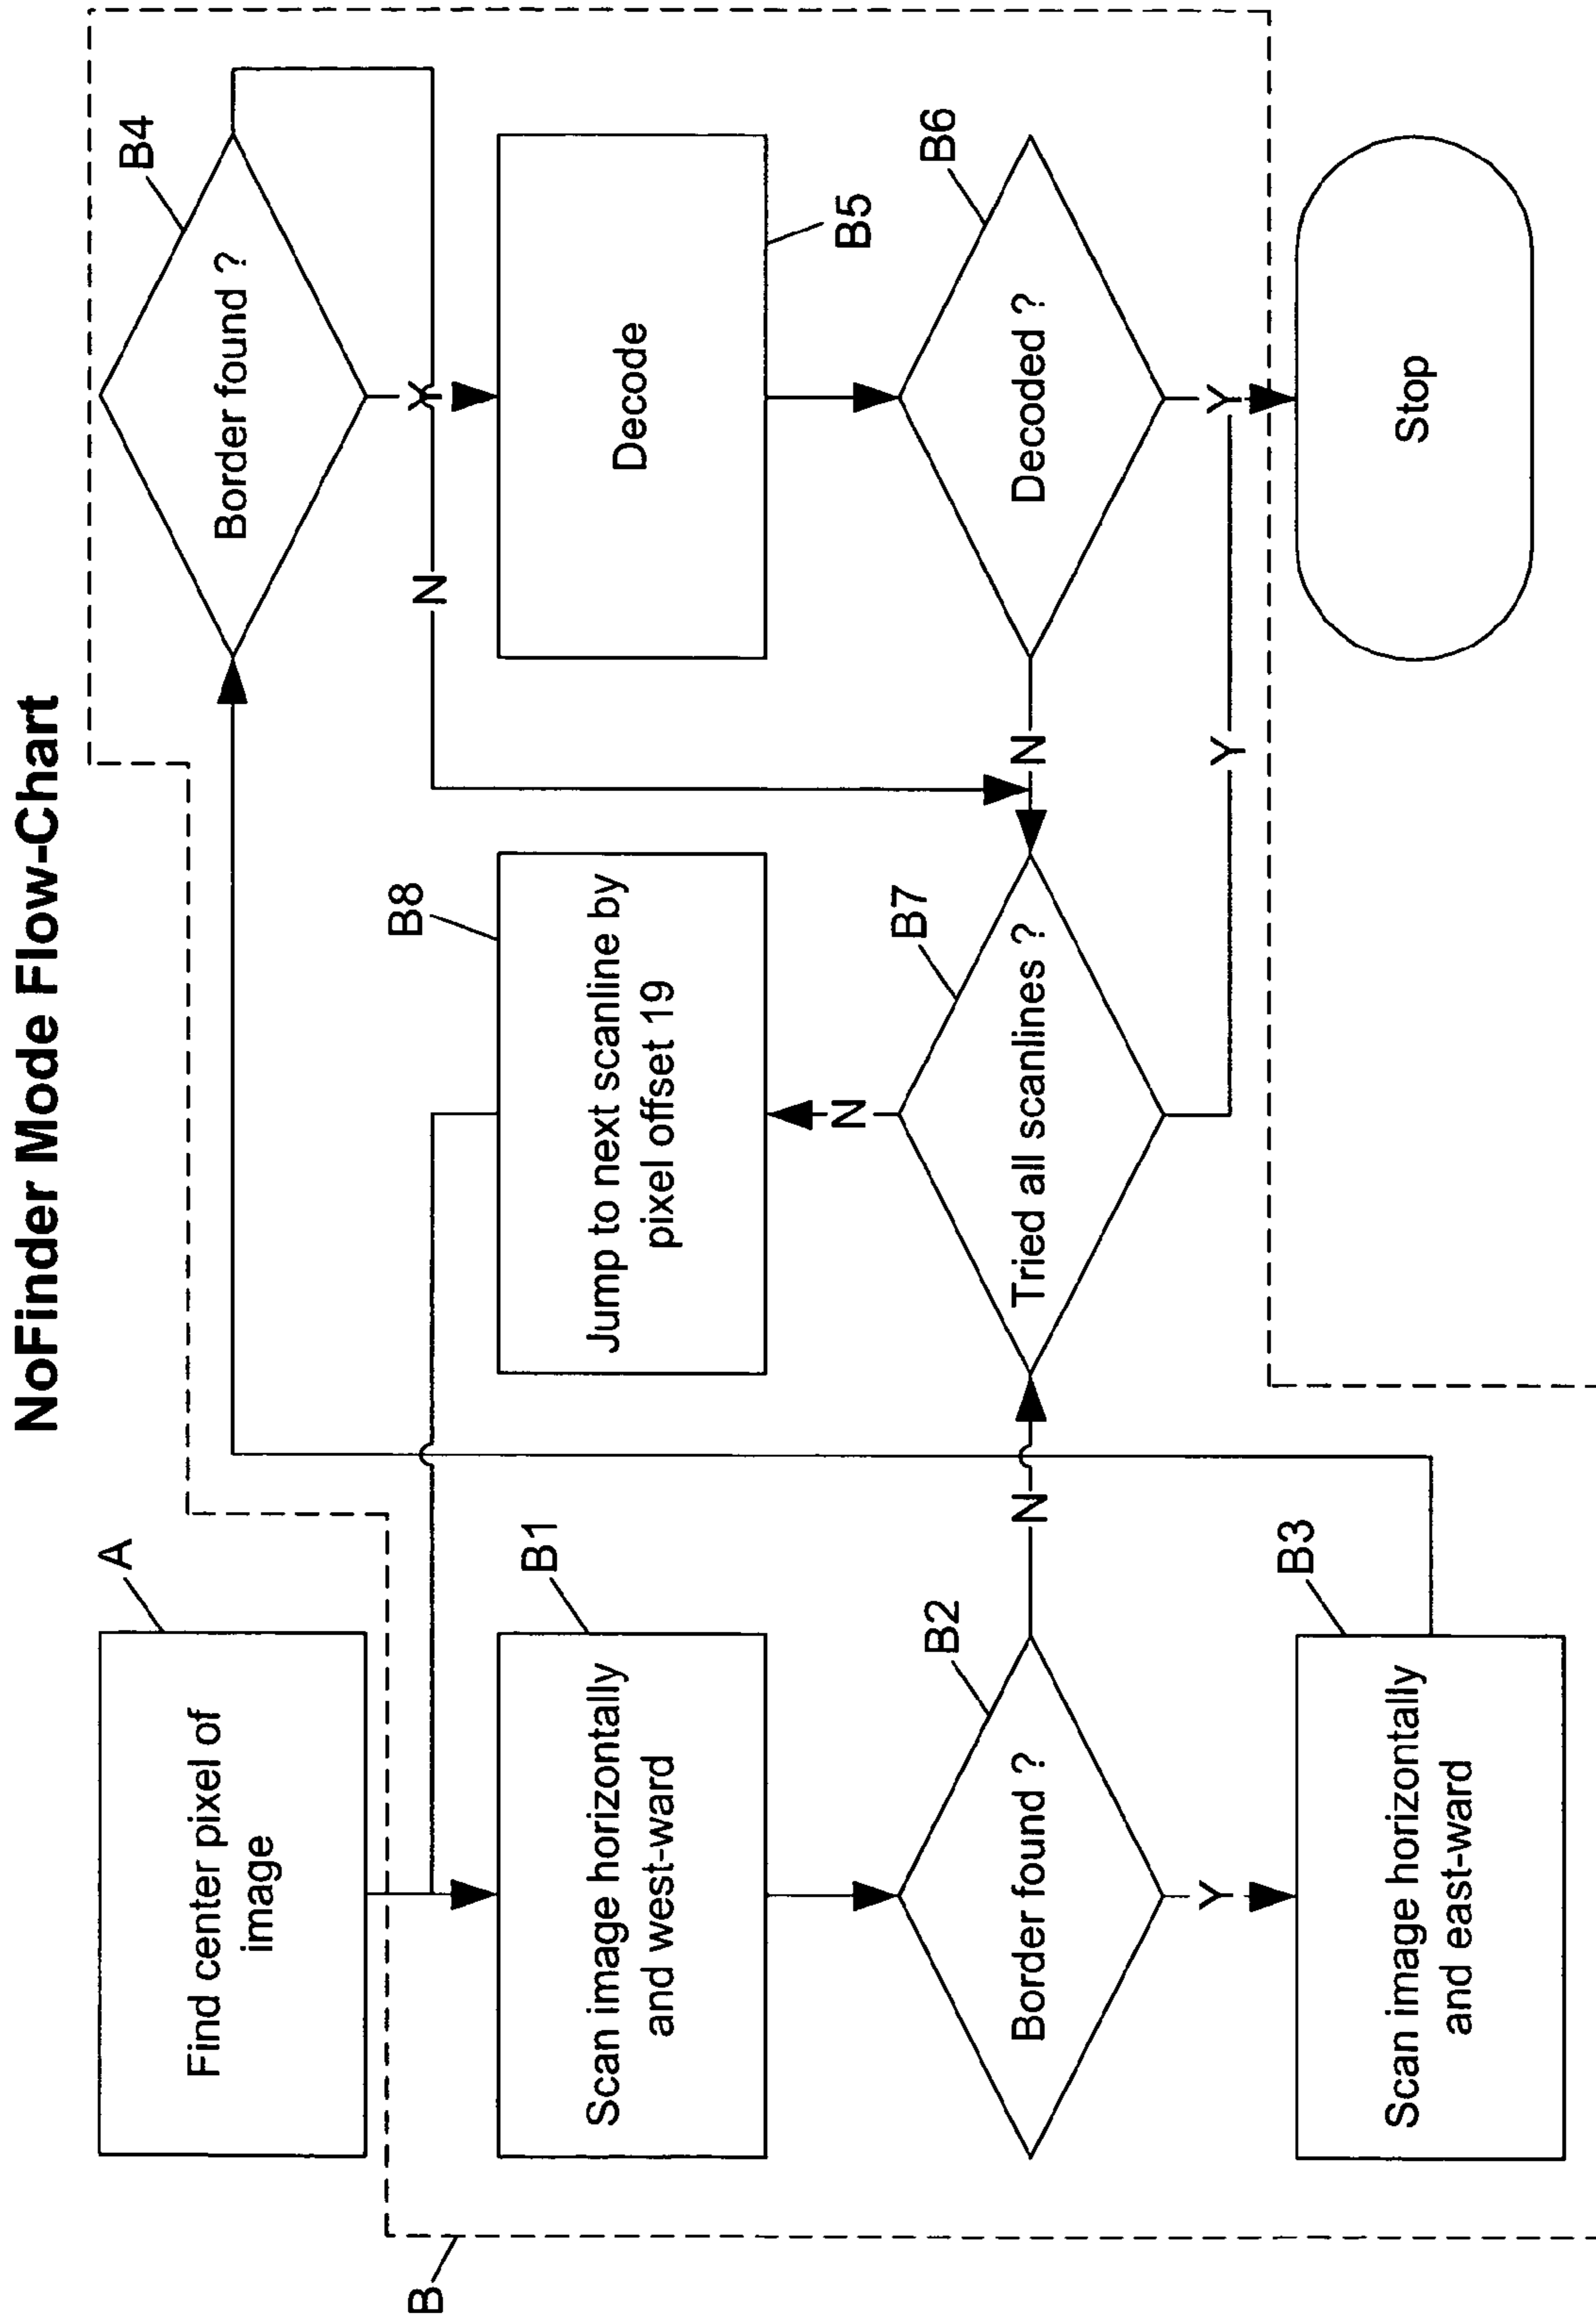 NoFinder Mode Flow-Chart
A
Find center pixel of
image
B
B1
Scan image horizontally
and west-ward
B2
Border found ?
N
Y
B3
Scan image horizontally
and east-ward
B8
Jump to next scanline by
pixel offset 19
N
B7
Tried all scanlines ?
Y
B4
Border found ?
Y
N
Decode
B5
B6
Decoded ?
N
Y
Stop